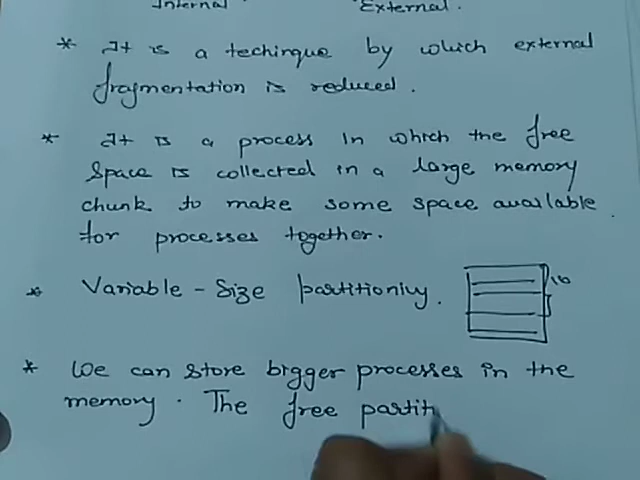 Internal External.
* It is a techinque by which external
fragmentation is reduced.
* It is a process in which the free
space is collected in a large memory
chunk to make some space available
for processes together.
* Variable - Size partitioning. 10
* We can store bigger processes in the
memory. The free partiti